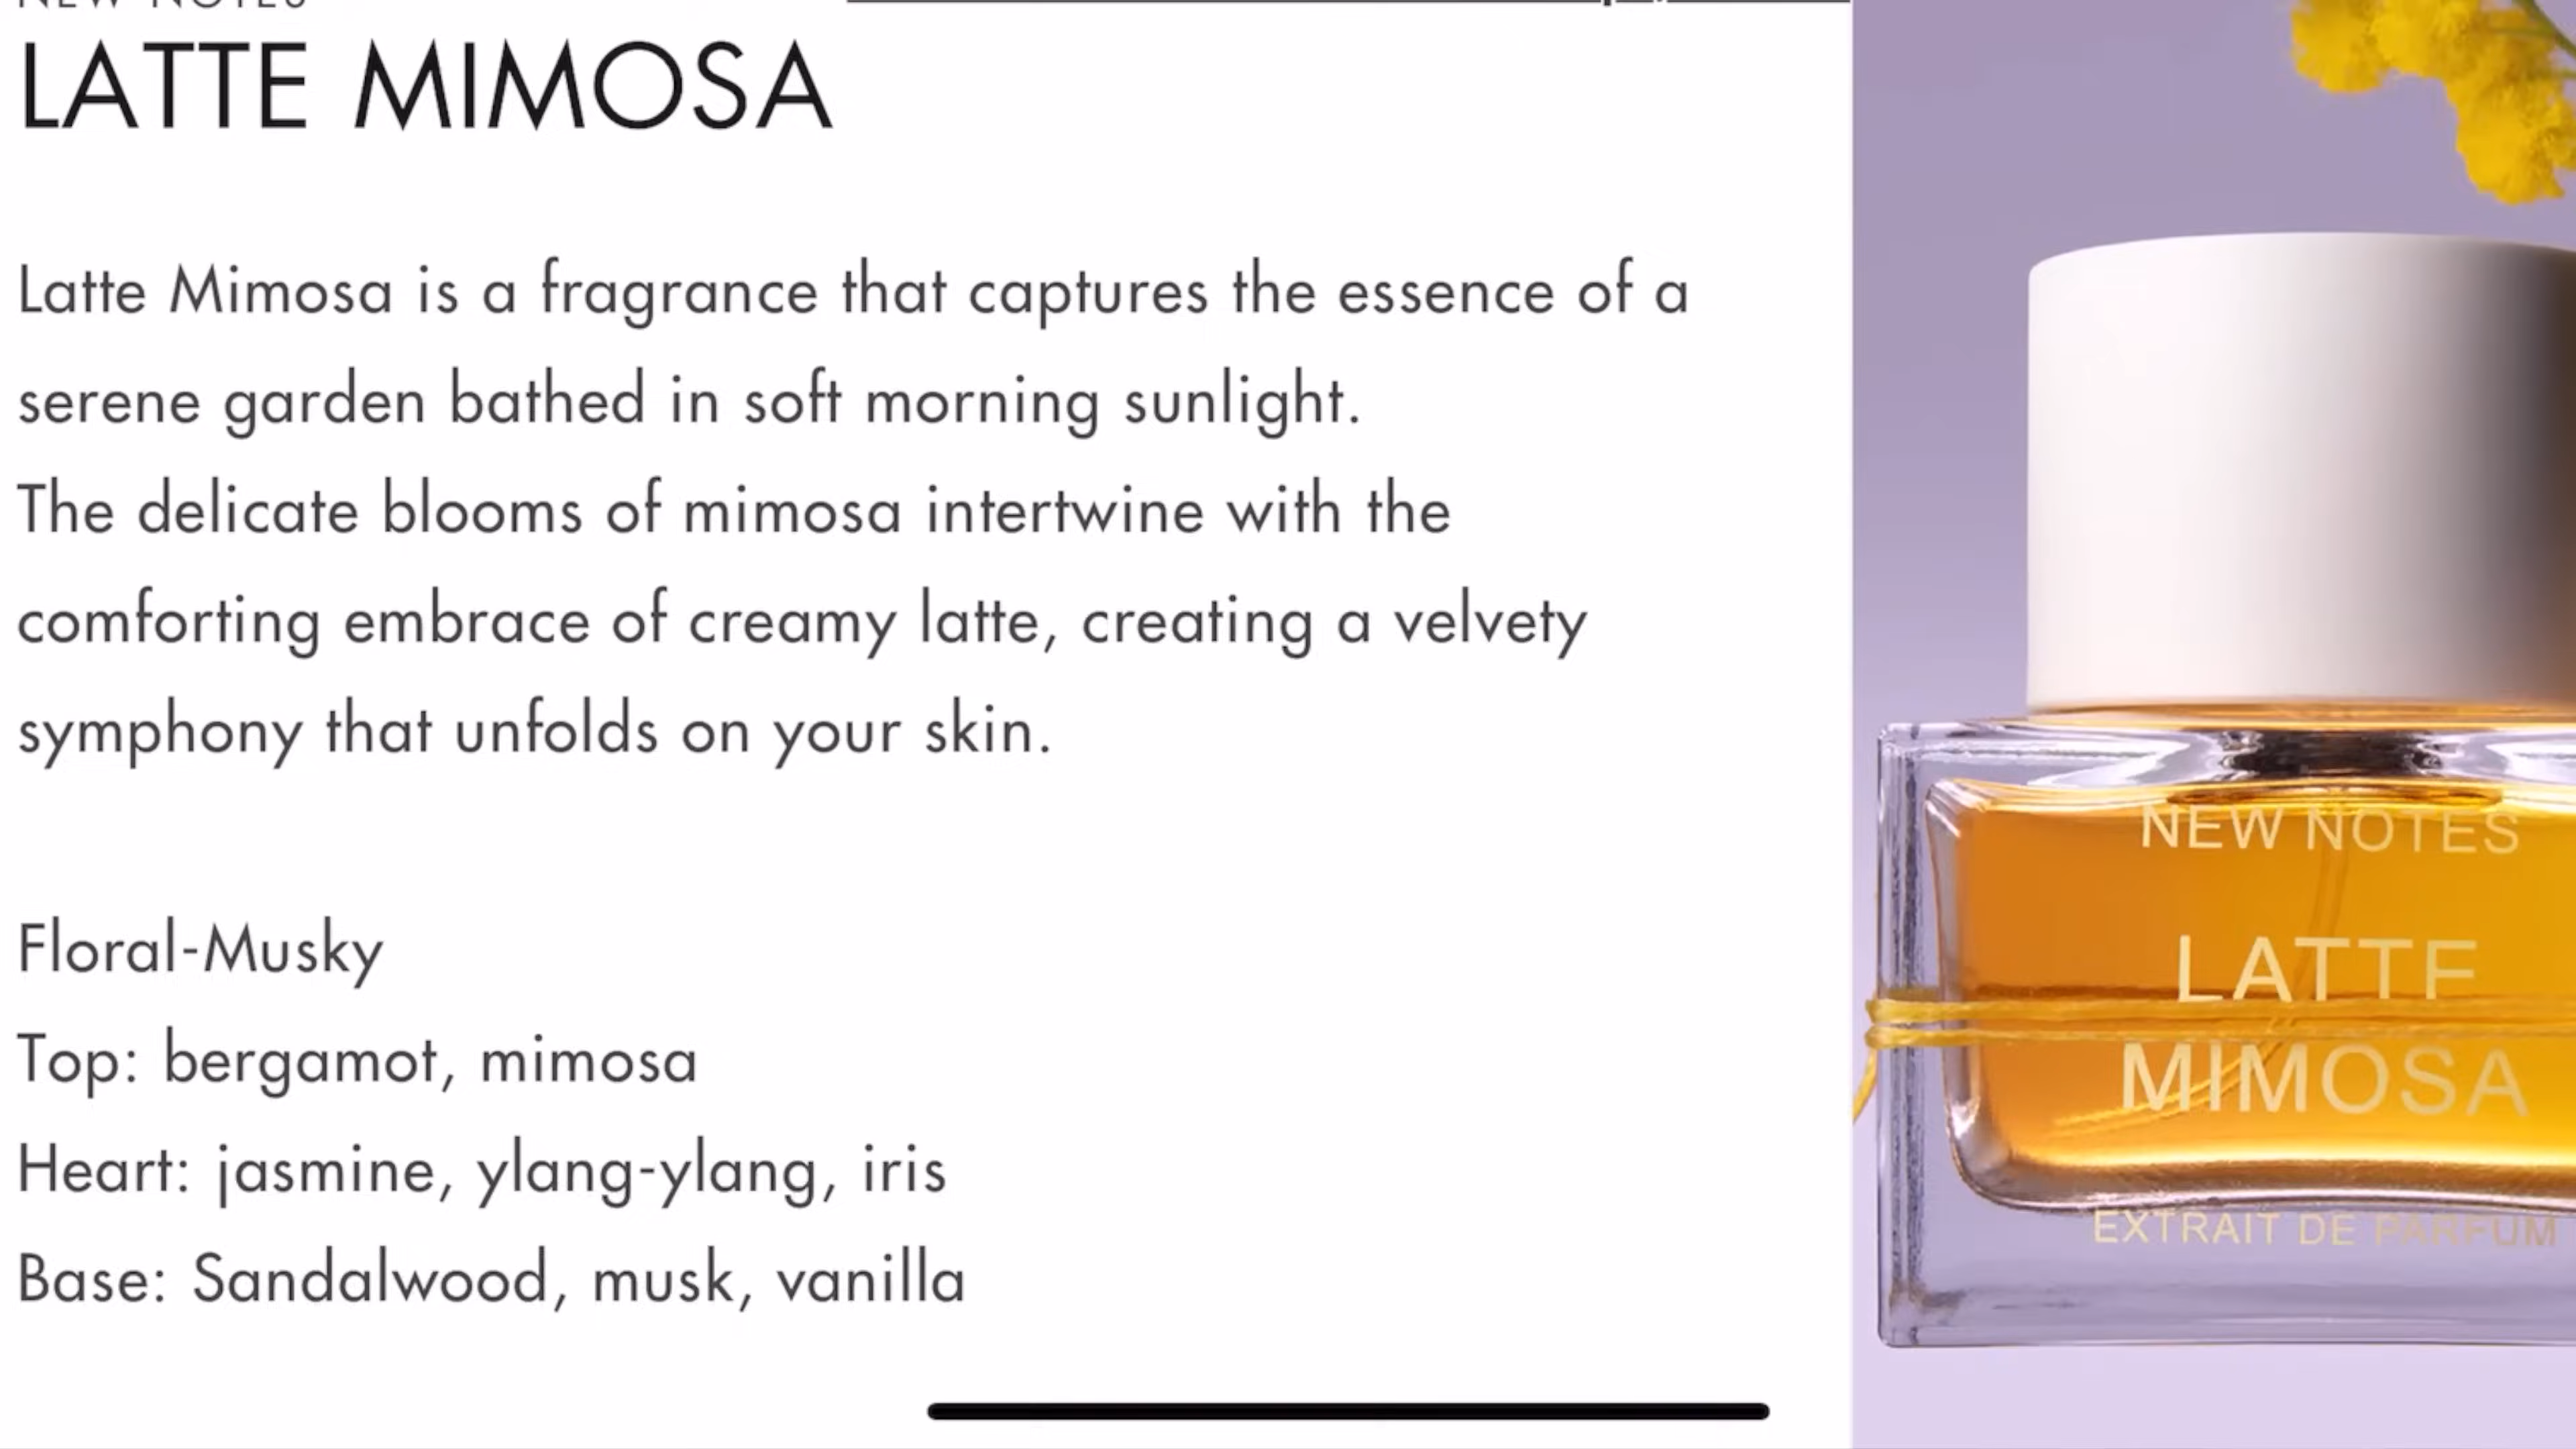 NEW NOTES
LATTE MIMOSA
Latte Mimosa is a fragrance that captures the essence of a
serene garden bathed in soft morning sunlight.
The delicate blooms of mimosa intertwine with the
comforting embrace of creamy latte, creating a velvety
symphony that unfolds on your skin.
Floral-Musky
Top: bergamot, mimosa
Heart: jasmine, ylang-ylang, iris
Base: Sandalwood, musk, vanilla
NEW NOTES
LATTE
MIMOSA
EXTRAIT DE PARFUM